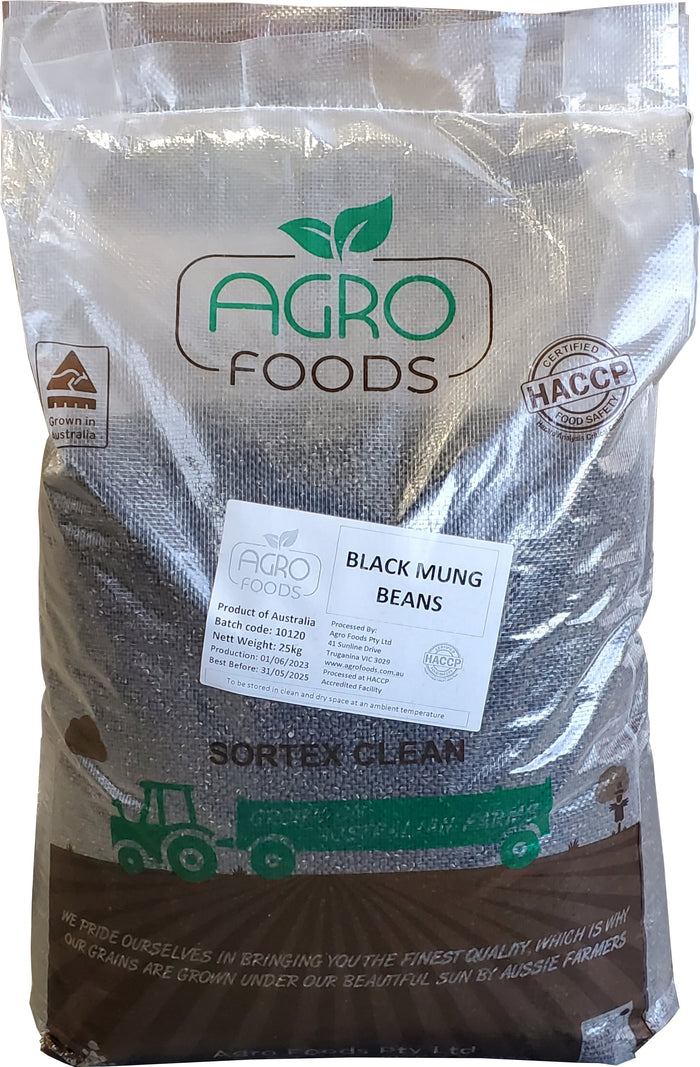 AGRO
FOODS
Grown in
Australia
CERTIFIED
HACCP
FOOD SAFETY
AGRO
FOODS
BLACK MUNG
BEANS
Product of Australia
Batch code: 10120
Nett Weight: 25kg
Production: 01/06/2023
Best Before: 31/05/2025
Processed By:
Agro Foods Pty Ltd
41 Sunline Drive
Truganina VIC 3029
www.agrofoods.com.au
Processed at HACCP
Accredited Facility
HACCP
To be stored in clean and dry space at an ambient temperature
SORTEX CLEAN
AUSTRALIAN FARMS
WE PRIDE OURSELVES IN BRINGING YOU THE FINEST QUALITY, WHICH IS WHY
OUR GRAINS ARE GROWN UNDER OUR BEAUTIFUL SUN BY AUSSIE FARMERS
Agro Foods Pty Ltd